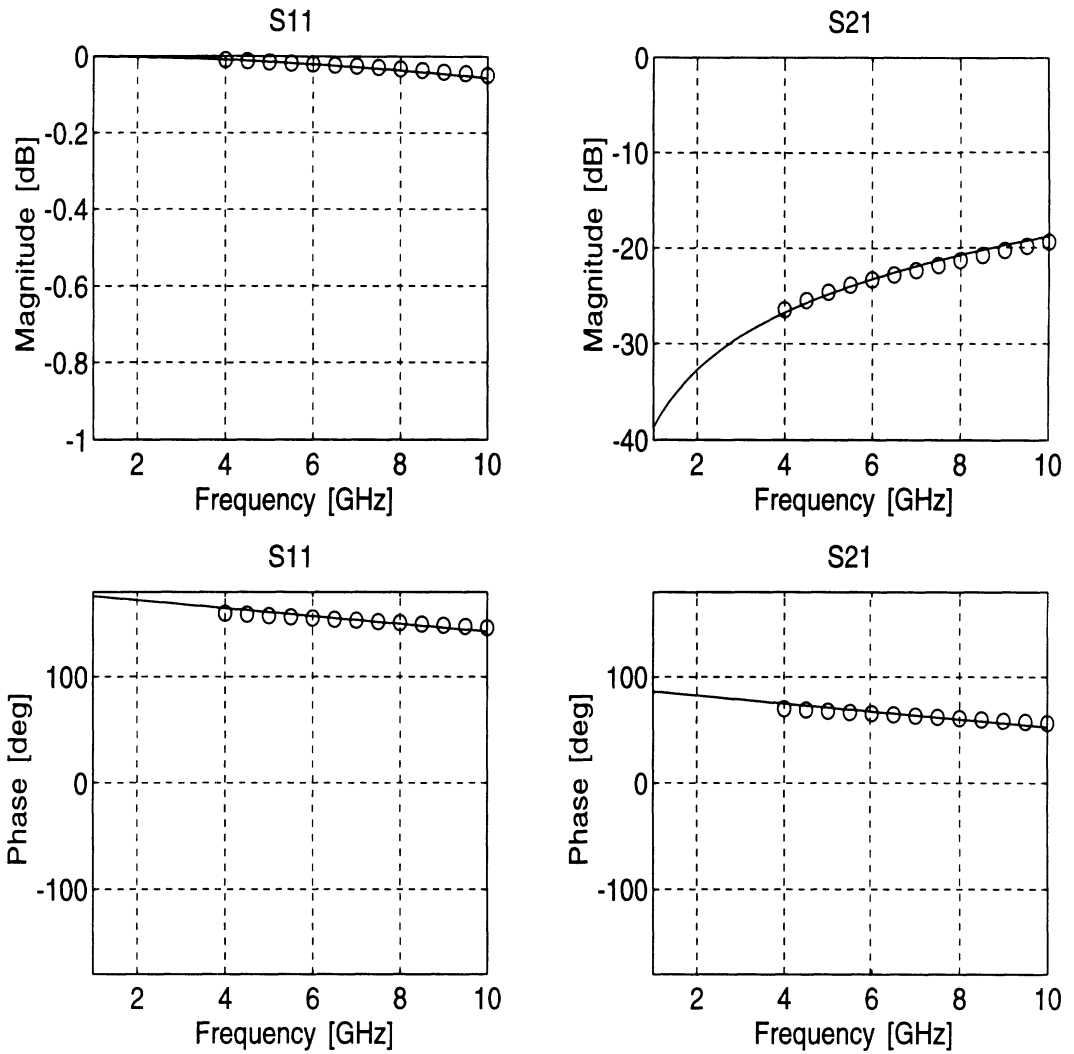 S11
0
-0.2
-0.4
-0.6
-0.8
-1
Magnitude [dB]
2 4 6 8 10
Frequency [GHz]
S21
0
-10
-20
-30
-40
Magnitude [dB]
2 4 6 8 10
Frequency [GHz]
S11
100
0
-100
Phase [deg]
2 4 6 8 10
Frequency [GHz]
S21
100
0
-100
Phase [deg]
2 4 6 8 10
Frequency [GHz]